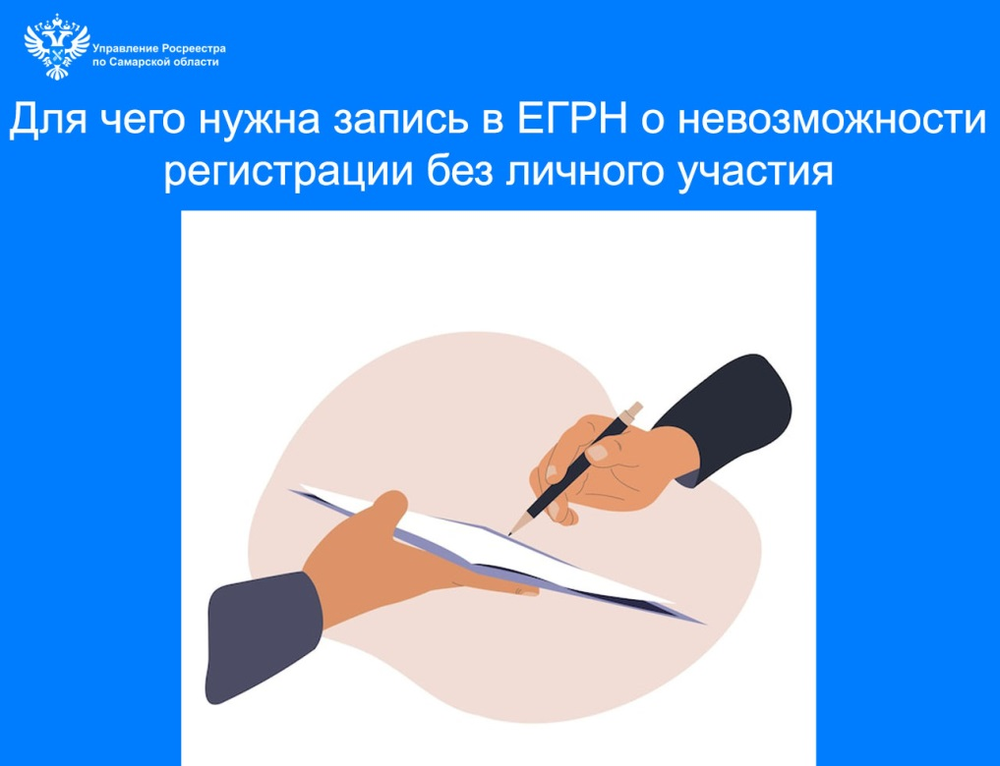 Управление Росреестра
по Самарской области
Для чего нужна запись в ЕГРН о невозможности
регистрации без личного участия